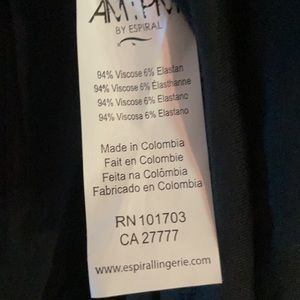 AM:PM
BY ESPIRAL
94% Viscose 6% Elastan
94% Viscose 6% Élasthanne
94% Viscose 6% Elastano
94% Viscosa 6% Elastano
Made in Colombia
Fait en Colombie
Feita na Colômbia
Fabricado en Colombia
RN 101703
CA 27777
www.espirallingerie.com